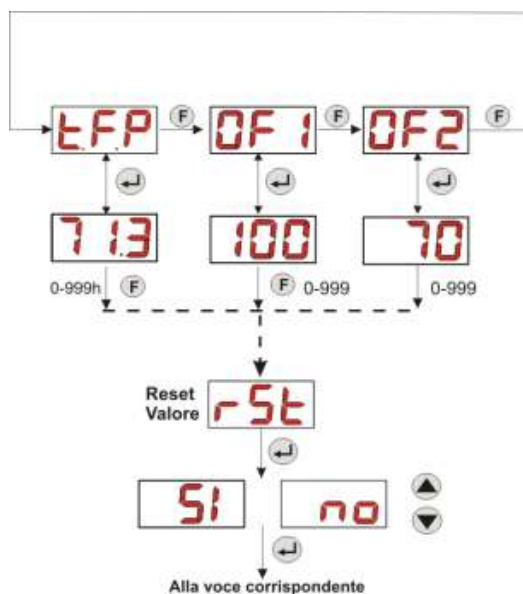 t.F.P F OF1 F OF2 F
71.3 100 70
0-999h F F 0-999 0-999
Reset
Valore rSt
SI no
Alla voce corrispondente